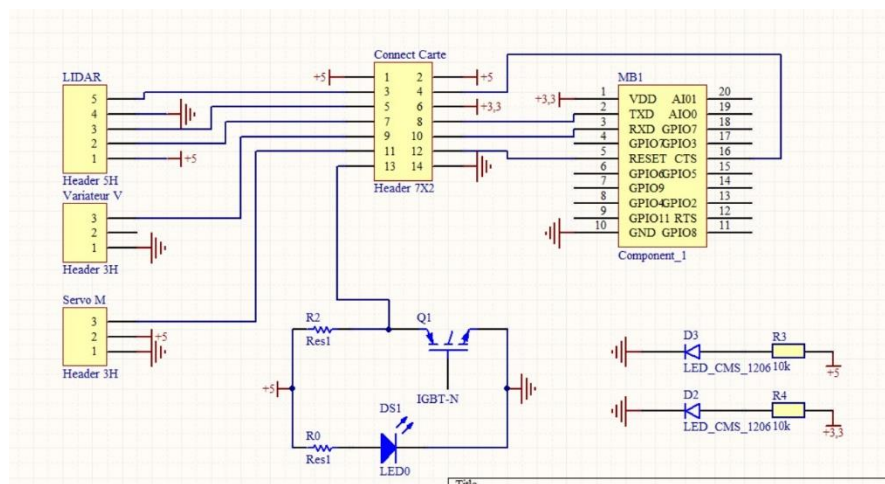 Connect Carte
+5 1 2 +5
3 4
5 6 +3,3
7 8
9 10
11 12
13 14
Header 7X2
LIDAR
5
4
3
2
1 +5
Header 5H
Variateur V
3
2
1
Header 3H
Servo M
3
2 +5
1
Header 3H
MB1
+3,3 1 VDD AI01 20
2 TXD AIO0 19
3 RXD GPIO7 18
4 GPIO7GPIO3 17
5 RESET CTS 16
6 GPIO6GPIO5 15
7 GPIO9 14
8 GPIO4GPIO2 13
9 GPIO11 RTS 12
10 GND GPIO8 11
Component_1
R2
Res1
Q1
IGBT-N
+5
DS1
R0
Res1
LED0
D3 R3
LED_CMS_1206 10k
+5
D2 R4
LED_CMS_1206 10k
+3,3